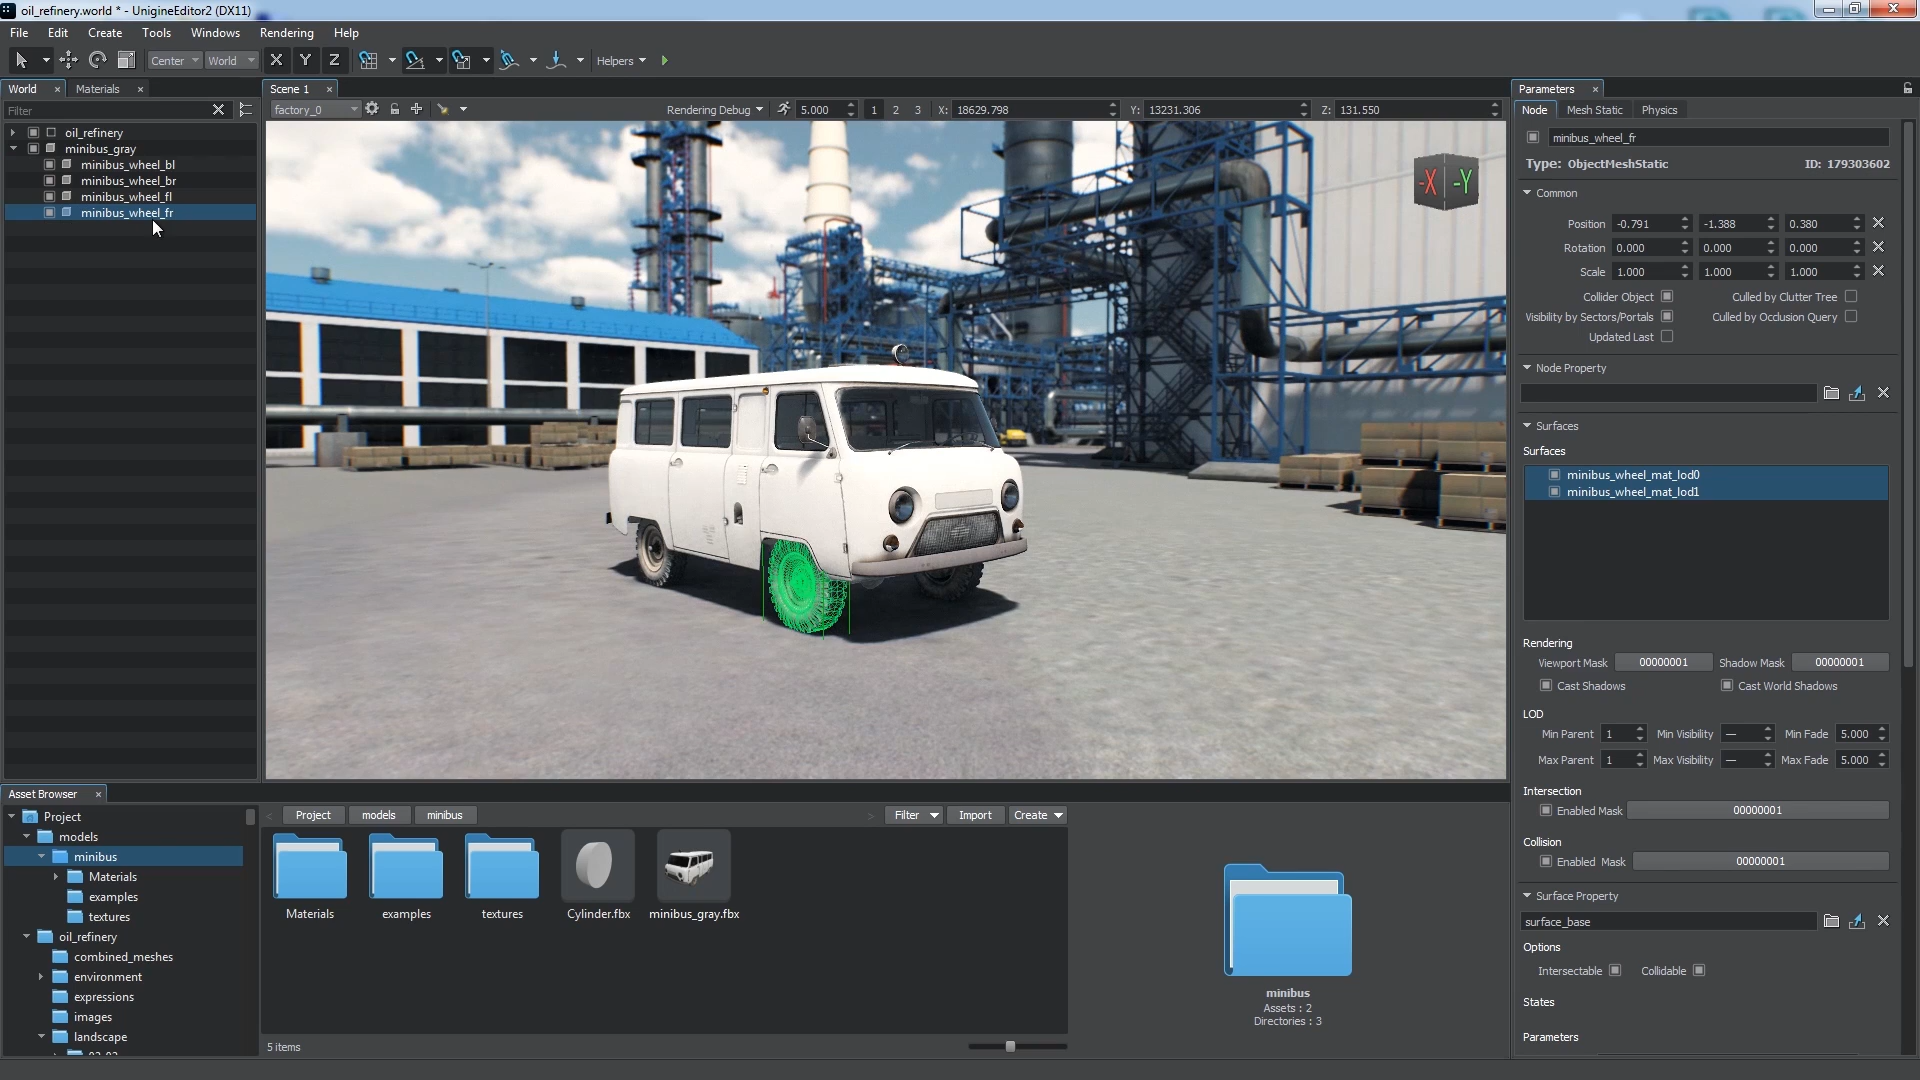 oil_refinery.world * - UnigineEditor2 (DX11)
File Edit Create Tools Windows Rendering Help
Center World X Y Z Helpers
World Materials
Filter
oil_refinery
minibus_gray
minibus_wheel_bl
minibus_wheel_br
minibus_wheel_fl
minibus_wheel_fr
Scene 1
factory_0 Rendering Debug 5.000 1 2 3 X: 18629.798 Y: 13231.306 Z: 131.550
-X -Y
Parameters
Node Mesh Static Physics
minibus_wheel_fr
Type: ObjectMeshStatic ID: 179303602
Common
Position -0.791 -1.388 0.380
Rotation 0.000 0.000 0.000
Scale 1.000 1.000 1.000
Collider Object Culled by Clutter Tree
Visibility by Sectors/Portals Culled by Occlusion Query
Updated Last
Node Property
Surfaces
Surfaces
minibus_wheel_mat_lod0
minibus_wheel_mat_lod1
Rendering
Viewport Mask 00000001 Shadow Mask 00000001
Cast Shadows Cast World Shadows
LOD
Min Parent 1 Min Visibility — Min Fade 5.000
Max Parent 1 Max Visibility — Max Fade 5.000
Intersection
Enabled Mask 00000001
Collision
Enabled Mask 00000001
Surface Property
surface_base
Options
Intersectable Collidable
States
Parameters
Asset Browser
Project
models
minibus
Materials
examples
textures
oil_refinery
combined_meshes
environment
expressions
images
landscape
Project models minibus Filter Import Create
Materials examples textures Cylinder.fbx minibus_gray.fbx
5 items
minibus
Assets : 2
Directories : 3